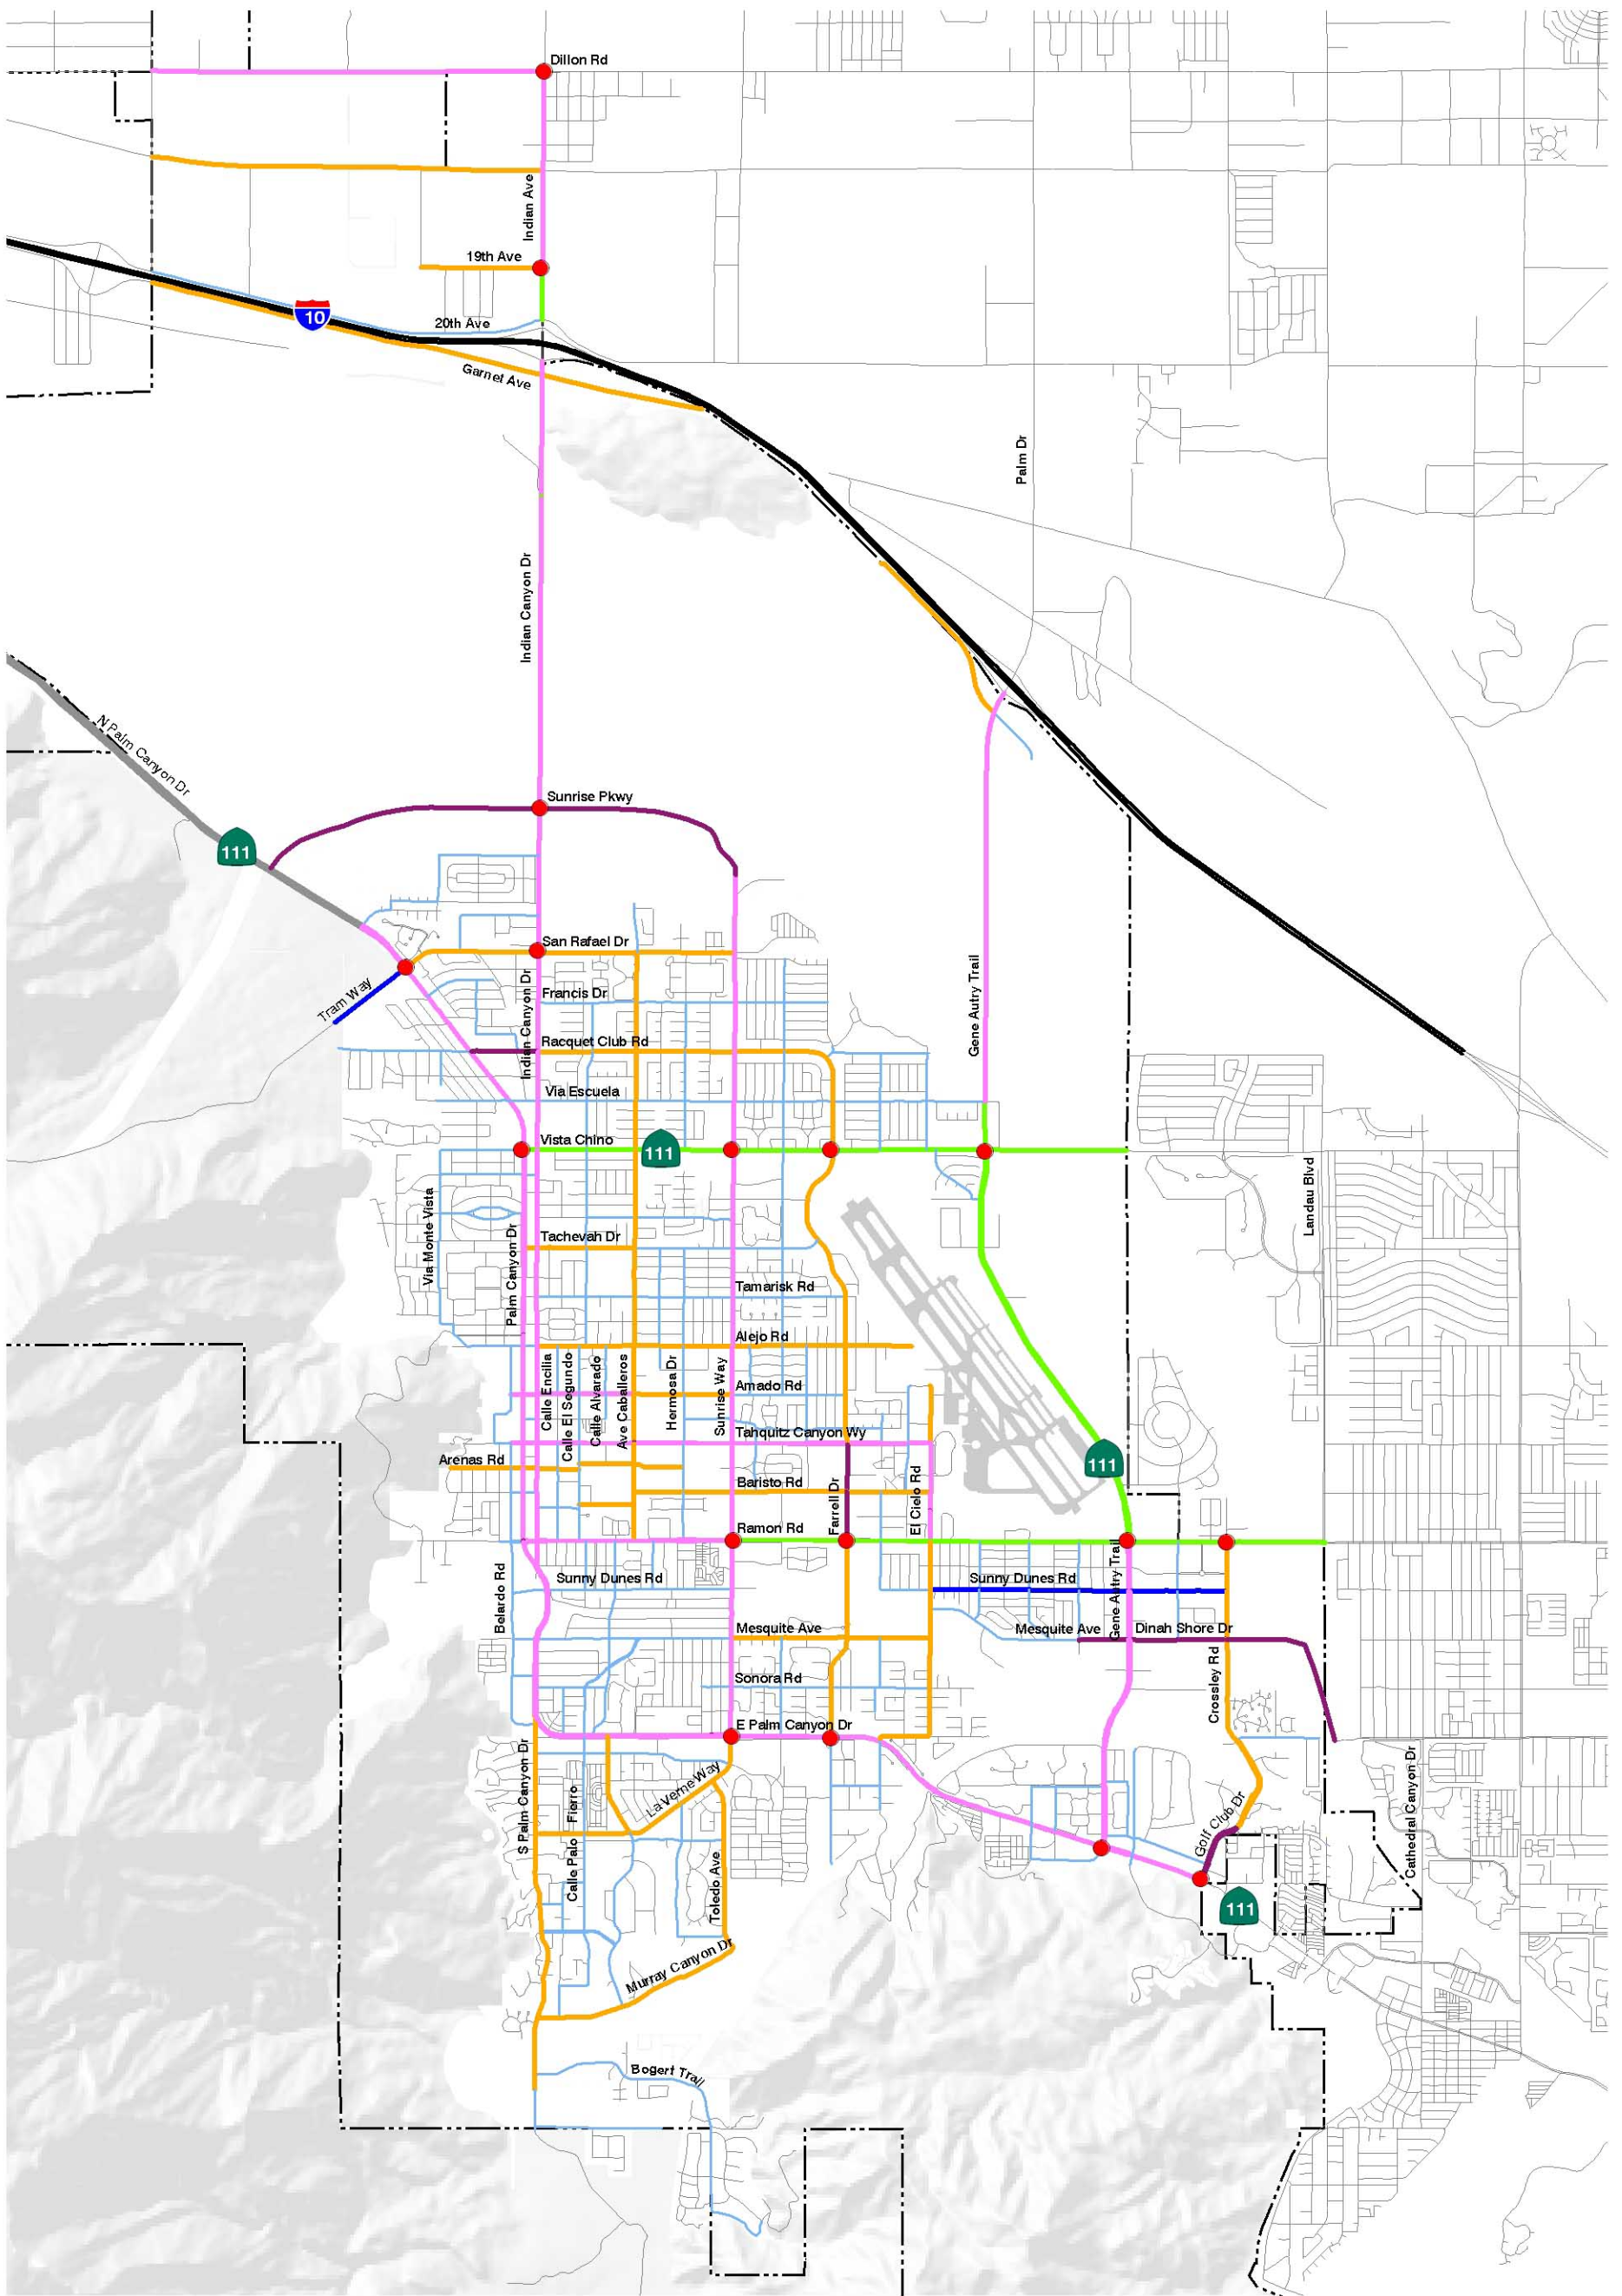 Dillon Rd
Indian Ave
19th Ave
10
20th Ave
Garnet Ave
Palm Dr
Indian Canyon Dr
N Palm Canyon Dr
Sunrise Pkwy
111
San Rafael Dr
Tram Way
Francis Dr
Indian Canyon Dr
Gene Autry Trail
Racquet Club Rd
Via Escuela
Vista Chino
111
Landau Blvd
Via Monte Vista
Palm Canyon Dr
Tachevah Dr
Tamarisk Rd
Alejo Rd
Calle Encilia
Calle El Segundo
Calle Alvarado
Ave Caballeros
Hermosa Dr
Sunrise Way
Amado Rd
Tahquitz Canyon Wy
Arenas Rd
111
Baristo Rd
Farrell Dr
El Cielo Rd
Ramon Rd
Gene Autry Trail
Belardo Rd
Sunny Dunes Rd
Sunny Dunes Rd
Mesquite Ave
Mesquite Ave
Dinah Shore Dr
Sonora Rd
Crossley Rd
E Palm Canyon Dr
S Palm Canyon Dr
La Verne Way
Calle Palo Fierro
Golf Club Dr
Cathedral Canyon Dr
Toledo Ave
111
Murray Canyon Dr
Bogert Trail